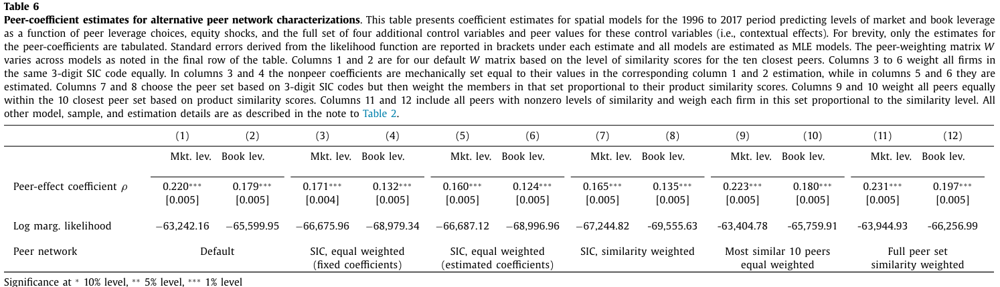 Table 6
Peer-coefficient estimates for alternative peer network characterizations. This table presents coefficient estimates for spatial models for the 1996 to 2017 period predicting levels of market and book leverage
as a function of peer leverage choices, equity shocks, and the full set of four additional control variables and peer values for these control variables (i.e., contextual effects). For brevity, only the estimates for
the peer-coefficients are tabulated. Standard errors derived from the likelihood function are reported in brackets under each estimate and all models are estimated as MLE models. The peer-weighting matrix W
varies across models as noted in the final row of the table. Columns 1 and 2 are for our default W matrix based on the level of similarity scores for the ten closest peers. Columns 3 to 6 weight all firms in
the same 3-digit SIC code equally. In columns 3 and 4 the nonpeer coefficients are mechanically set equal to their values in the corresponding column 1 and 2 estimation, while in columns 5 and 6 they are
estimated. Columns 7 and 8 choose the peer set based on 3-digit SIC codes but then weight the members in that set proportional to their product similarity scores. Columns 9 and 10 weight all peers equally
within the 10 closest peer set based on product similarity scores. Columns 11 and 12 include all peers with nonzero levels of similarity and weigh each firm in this set proportional to the similarity level. All
other model, sample, and estimation details are as described in the note to Table 2.
(1) (2) (3) (4) (5) (6) (7) (8) (9) (10) (11) (12)
Mkt. lev. Book lev. Mkt. lev. Book lev. Mkt. lev. Book lev. Mkt. lev. Book lev. Mkt. lev. Book lev. Mkt. lev. Book lev.
Peer-effect coefficient ρ 0.220*** 0.179*** 0.171*** 0.132*** 0.160*** 0.124*** 0.165*** 0.135*** 0.223*** 0.180*** 0.231*** 0.197***
[0.005] [0.005] [0.004] [0.005] [0.005] [0.005] [0.005] [0.005] [0.005] [0.005] [0.005] [0.005]
Log marg. likelihood −63,242.16 −65,599.95 −66,675.96 −68,979.34 −66,687.12 −68,996.96 −67,244.82 -69,555.63 -63,404.78 -65,759.91 -63,944.93 -66,256.99
Peer network Default SIC, equal weighted SIC, equal weighted SIC, similarity weighted Most similar 10 peers Full peer set
(fixed coefficients) (estimated coefficients) equal weighted similarity weighted
Significance at * 10% level, ** 5% level, *** 1% level